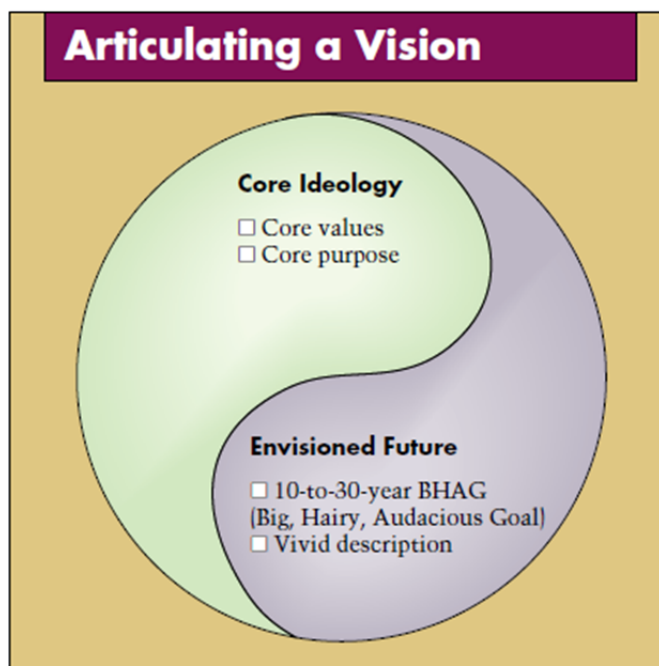 Articulating a Vision
Core Ideology
☐ Core values
☐ Core purpose
Envisioned Future
☐ 10-to-30-year BHAG
(Big, Hairy, Audacious Goal)
☐ Vivid description